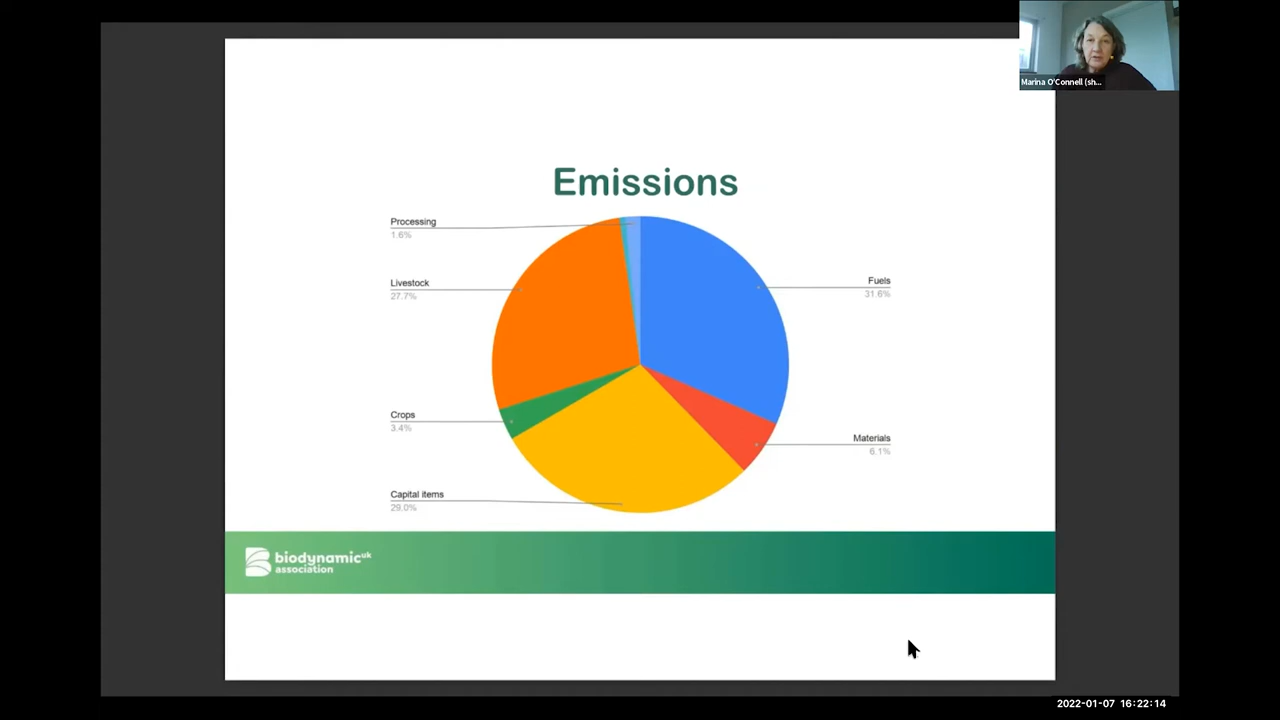 Marina O'Connell (sh...
Emissions
Processing
1.6%
Livestock
27.7%
Fuels
31.6%
Crops
3.4%
Materials
6.1%
Capital items
29.0%
biodynamic uk
association
2022-01-07 16:22:14